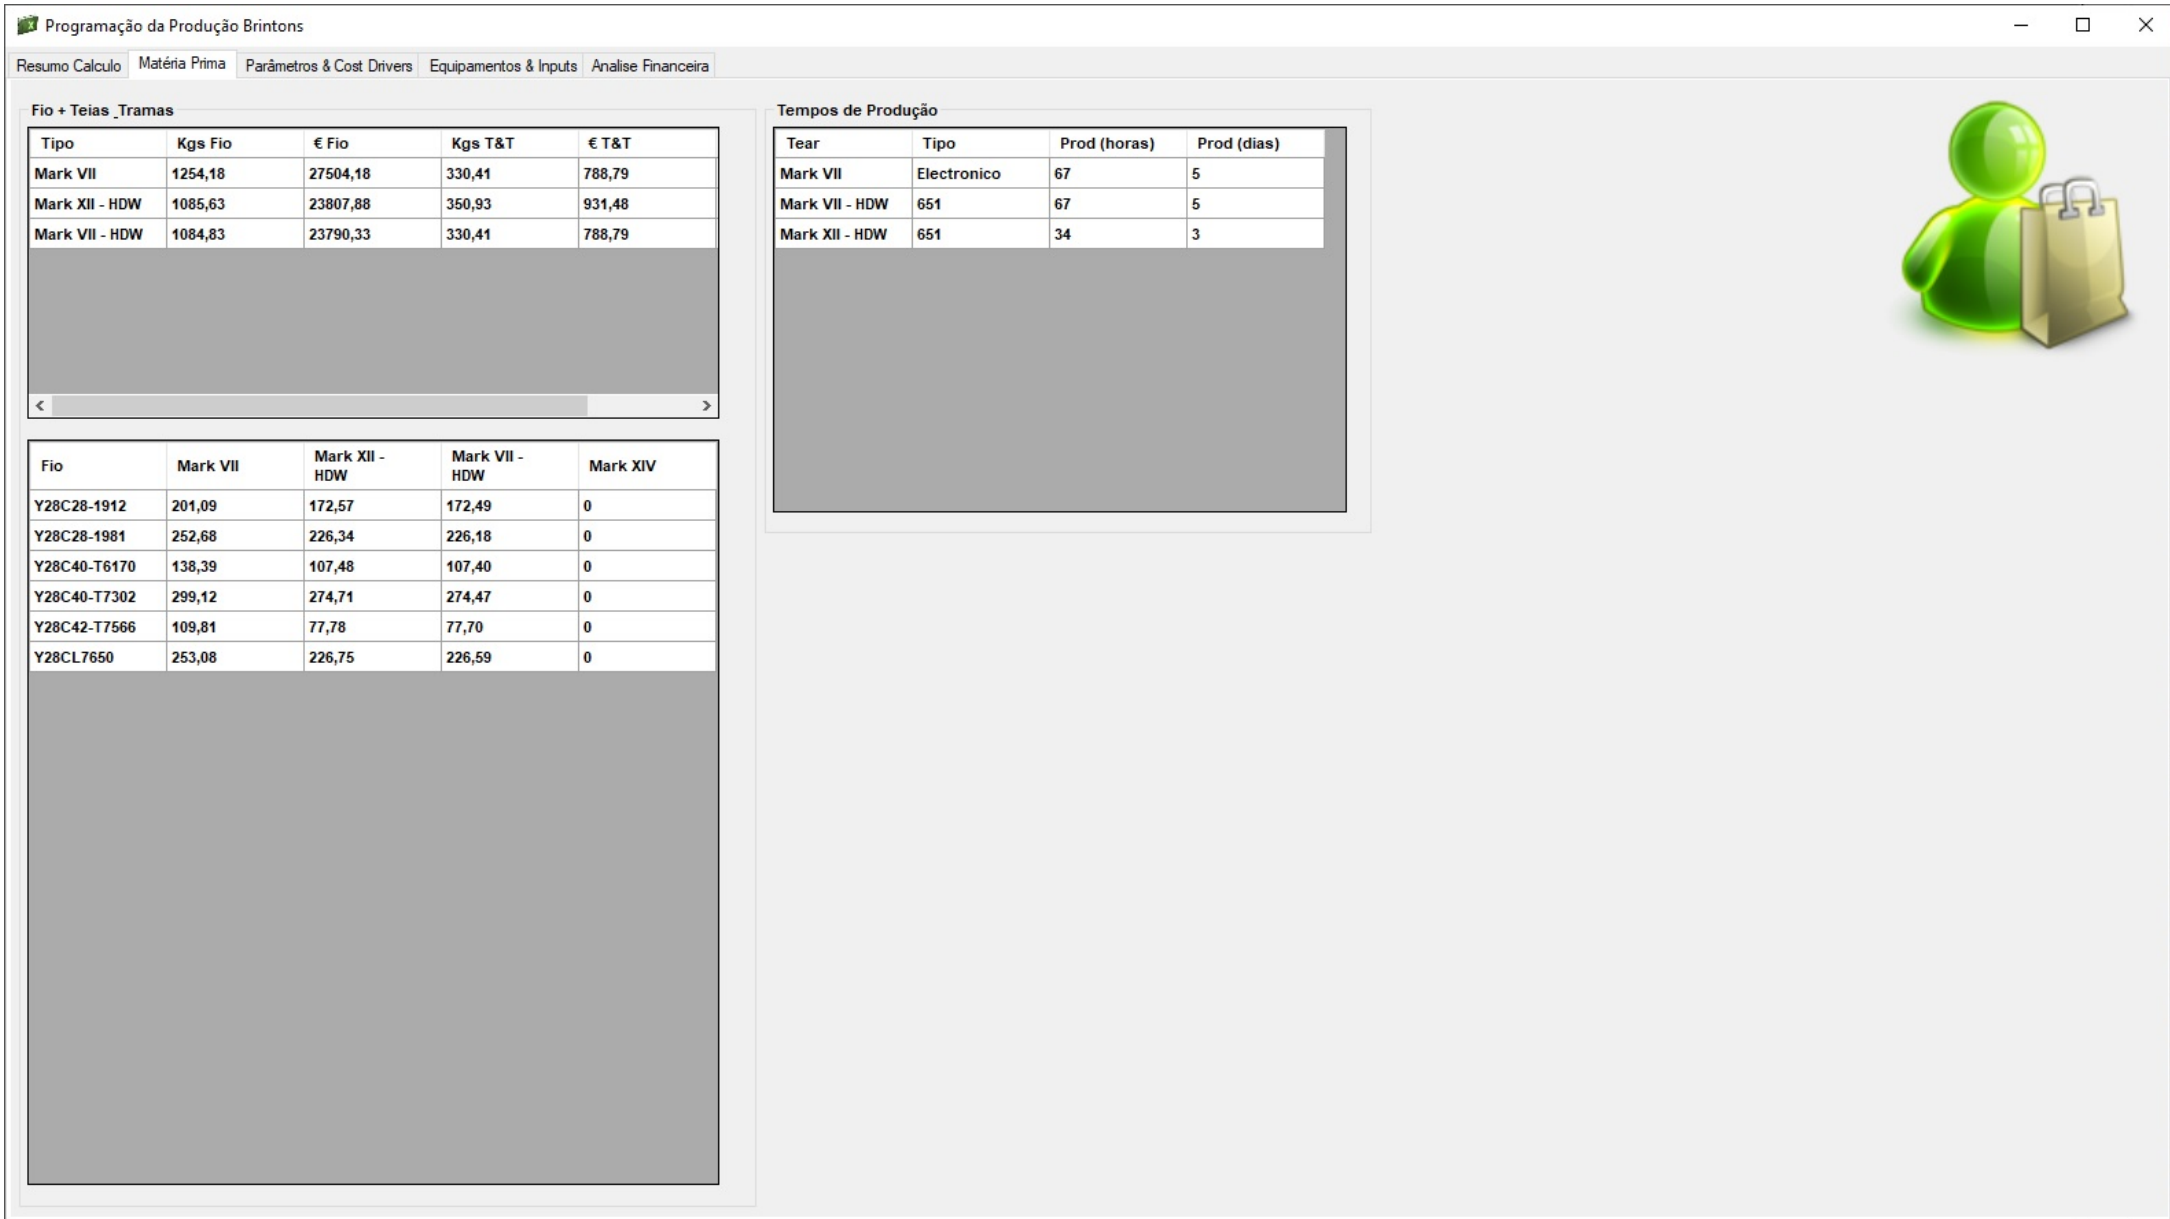 Programação da Produção Brintons
Resumo Calculo Matéria Prima Parâmetros & Cost Drivers Equipamentos & Inputs Analise Financeira
Fio + Teias _Tramas
Tipo Kgs Fio € Fio Kgs T&T € T&T
Mark VII 1254,18 27504,18 330,41 788,79
Mark XII - HDW 1085,63 23807,88 350,93 931,48
Mark VII - HDW 1084,83 23790,33 330,41 788,79
Fio Mark VII Mark XII - HDW Mark VII - HDW Mark XIV
Y28C28-1912 201,09 172,57 172,49 0
Y28C28-1981 252,68 226,34 226,18 0
Y28C40-T6170 138,39 107,48 107,40 0
Y28C40-T7302 299,12 274,71 274,47 0
Y28C42-T7566 109,81 77,78 77,70 0
Y28CL7650 253,08 226,75 226,59 0
Tempos de Produção
Tear Tipo Prod (horas) Prod (dias)
Mark VII Electronico 67 5
Mark VII - HDW 651 67 5
Mark XII - HDW 651 34 3